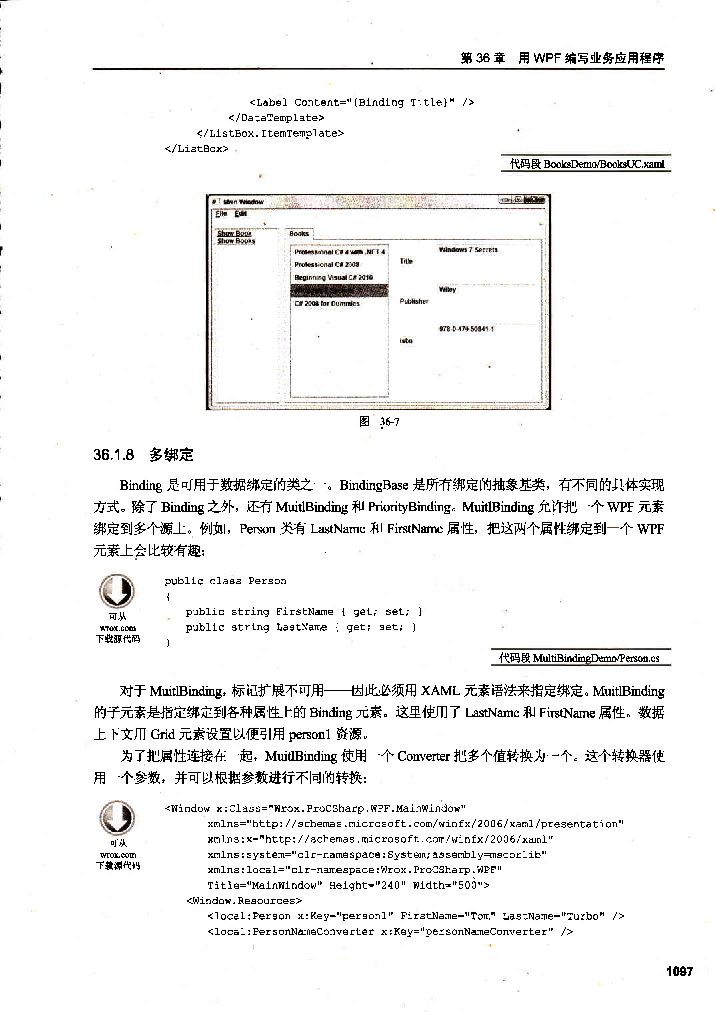 第 36 章 用 WPF 编写业务应用程序
<Label Content="{Binding Title}" />
</DataTemplate>
</ListBox.ItemTemplate>
</ListBox>
代码段 BooksDemo/BooksUC.xaml
Main Window
File Edit
Show Book
Show Books
Books
Professional C# 4 with .NET 4
Professional C# 2008
Beginning Visual C# 2010
C# 2008 for Dummies
Windows 7 Secrets
Title
Wiley
Publisher
978-0-470-50841-1
Isbn
图 36-7
36.1.8 多绑定
Binding 是可用于数据绑定的类之一。BindingBase 是所有绑定的抽象基类，有不同的具体实现
方式。除了 Binding 之外，还有 MuitlBinding 和 PriorityBinding。MuitlBinding 允许把一个 WPF 元素
绑定到多个源上。例如，Person 类有 LastName 和 FirstName 属性，把这两个属性绑定到一个 WPF
元素上会比较有趣：
可从
wrox.com
下载源代码
public class Person
{
public string FirstName { get; set; }
public string LastName { get; set; }
}
代码段 MultiBindingDemo/Person.cs
对于 MuitlBinding，标记扩展不可用——因此必须用 XAML 元素语法来指定绑定。MuitlBinding
的子元素是指定绑定到各种属性上的 Binding 元素。这里使用了 LastName 和 FirstName 属性。数据
上下文用 Grid 元素设置以便引用 person1 资源。
为了把属性连接在一起，MuitlBinding 使用一个 Converter 把多个值转换为一个。这个转换器使
用一个参数，并可以根据参数进行不同的转换：
可从
wrox.com
下载源代码
<Window x:Class="Wrox.ProCSharp.WPF.MainWindow"
xmlns="http://schemas.microsoft.com/winfx/2006/xaml/presentation"
xmlns:x="http://schemas.microsoft.com/winfx/2006/xaml"
xmlns:system="clr-namespace:System;assembly=mscorlib"
xmlns:local="clr-namespace:Wrox.ProCSharp.WPF"
Title="MainWindow" Height="240" Width="500">
<Window.Resources>
<local:Person x:Key="person1" FirstName="Tom" LastName="Turbo" />
<local:PersonNameConverter x:Key="personNameConverter" />
1097